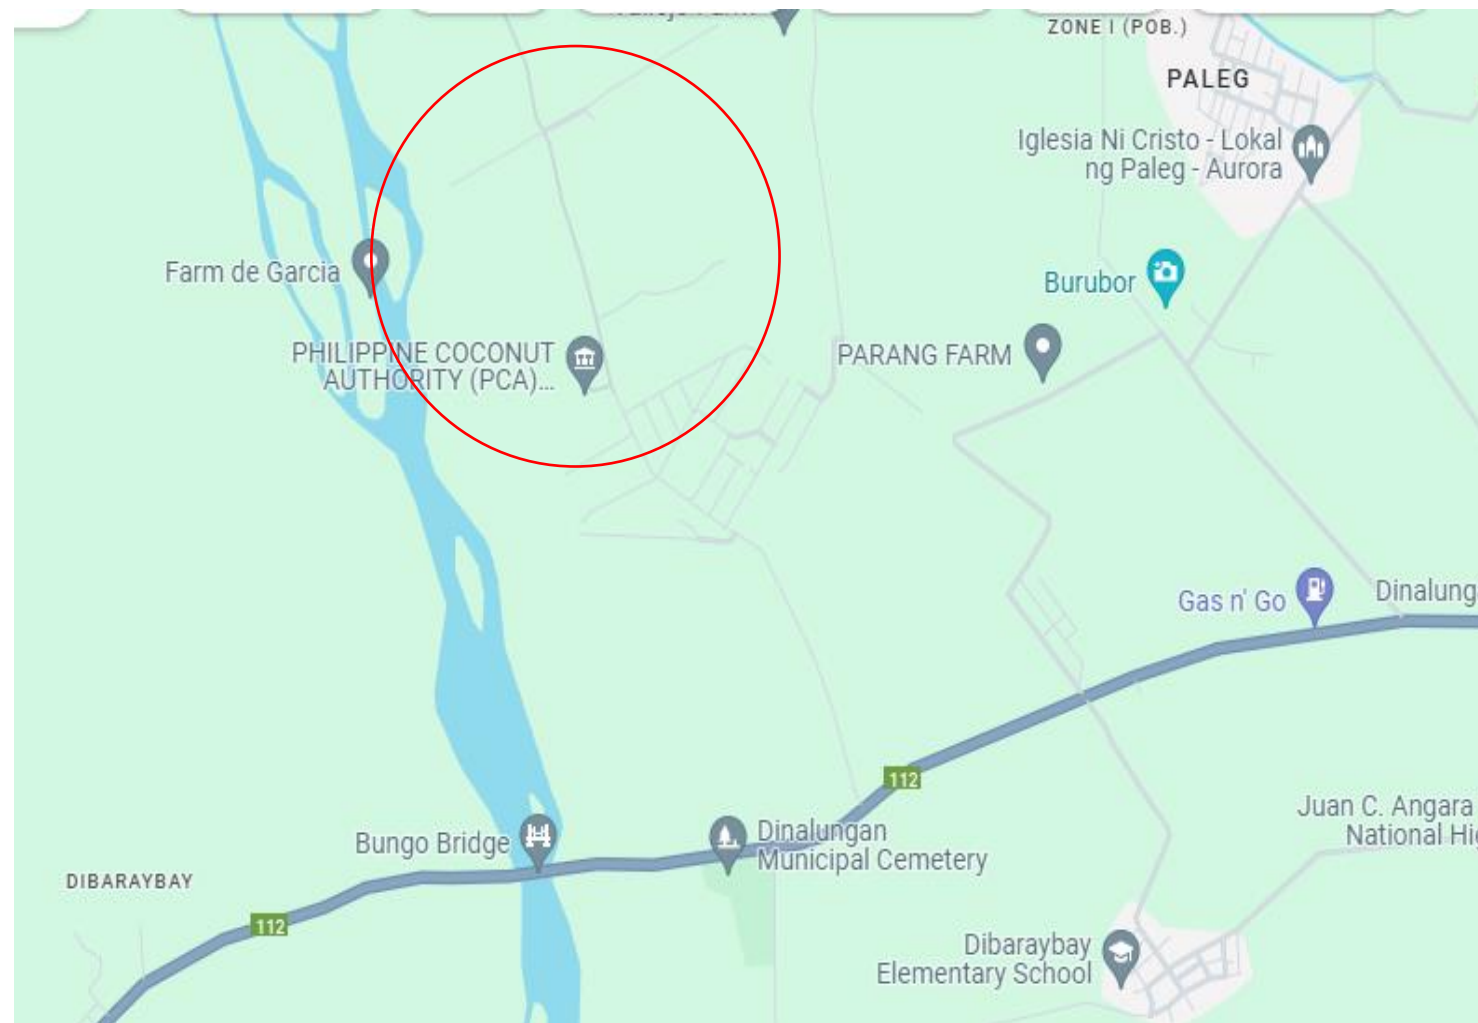 ZONE I (POB.)
PALEG
Iglesia Ni Cristo - Lokal
ng Paleg - Aurora
Farm de Garcia
Burubor
PHILIPPINE COCONUT
AUTHORITY (PCA)...
PARANG FARM
Gas n' Go
Dinalung
112
Juan C. Angara
National Hig
Bungo Bridge
Dinalungan
Municipal Cemetery
DIBARAYBAY
112
Dibaraybay
Elementary School